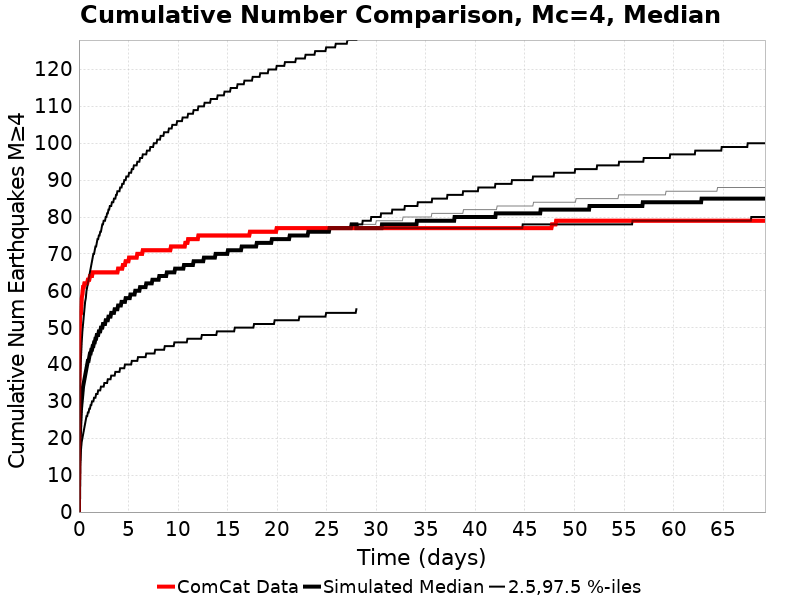 Cumulative Number Comparison, Mc=4, Median
Cumulative Num Earthquakes M≥4
120
110
100
90
80
70
60
50
40
30
20
10
0
0 5 10 15 20 25 30 35 40 45 50 55 60 65
Time (days)
ComCat Data Simulated Median 2.5,97.5 %-iles